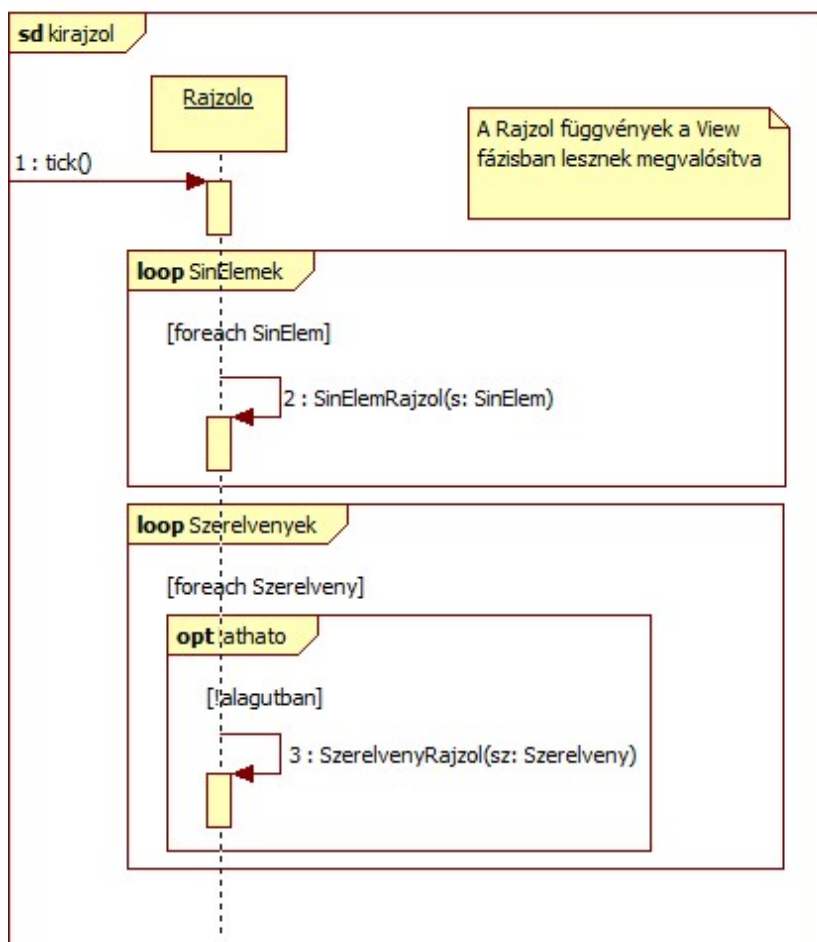 sd kirajzol
Rajzolo
A Rajzol függvények a View
fázisban lesznek megvalósítva
1 : tick()
loop SinElemek
[foreach SinElem]
2 : SinElemRajzol(s: SinElem)
loop Szerelvenyek
[foreach Szerelveny]
opt lathato
[!alagutban]
3 : SzerelvenyRajzol(sz: Szerelveny)